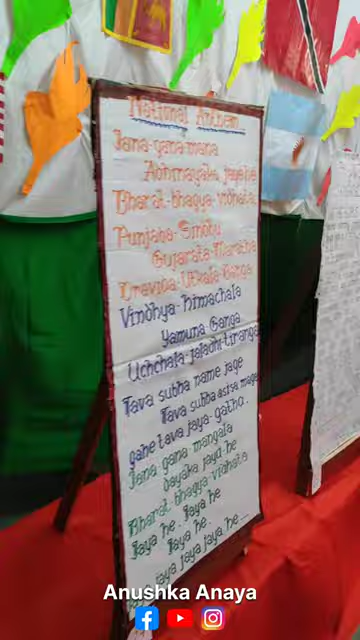 National Anthem
Jana-gana-mana
Adhinayaka jaya he
Bharat-bhagya-vidhata
Punjaba-Sindhu
Gujarata-Maratha
Dravida-Utkala-Banga
Vindhya-himachala
yamuna-Ganga
Uchchala-jaladhi-tiranga
Tava subha name jage
Tava subha asisa mage
gahe tava jaya-gatha.
Jana-gana-mangala
dayaka jaya-he
Bharat-bhagya-vidhata
Jaya he. Jaya he
Jaya he.
jaya jaya jaya he...
Anushka Anaya